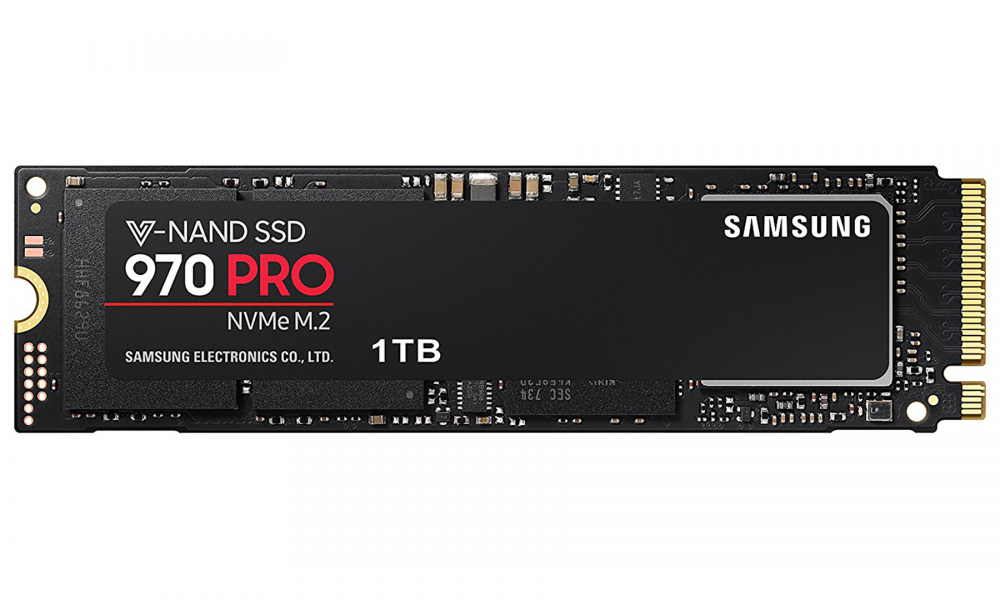 V-NAND SSD
970 PRO
NVMe M.2
SAMSUNG ELECTRONICS CO., LTD.
1TB
SAMSUNG
SEC 734